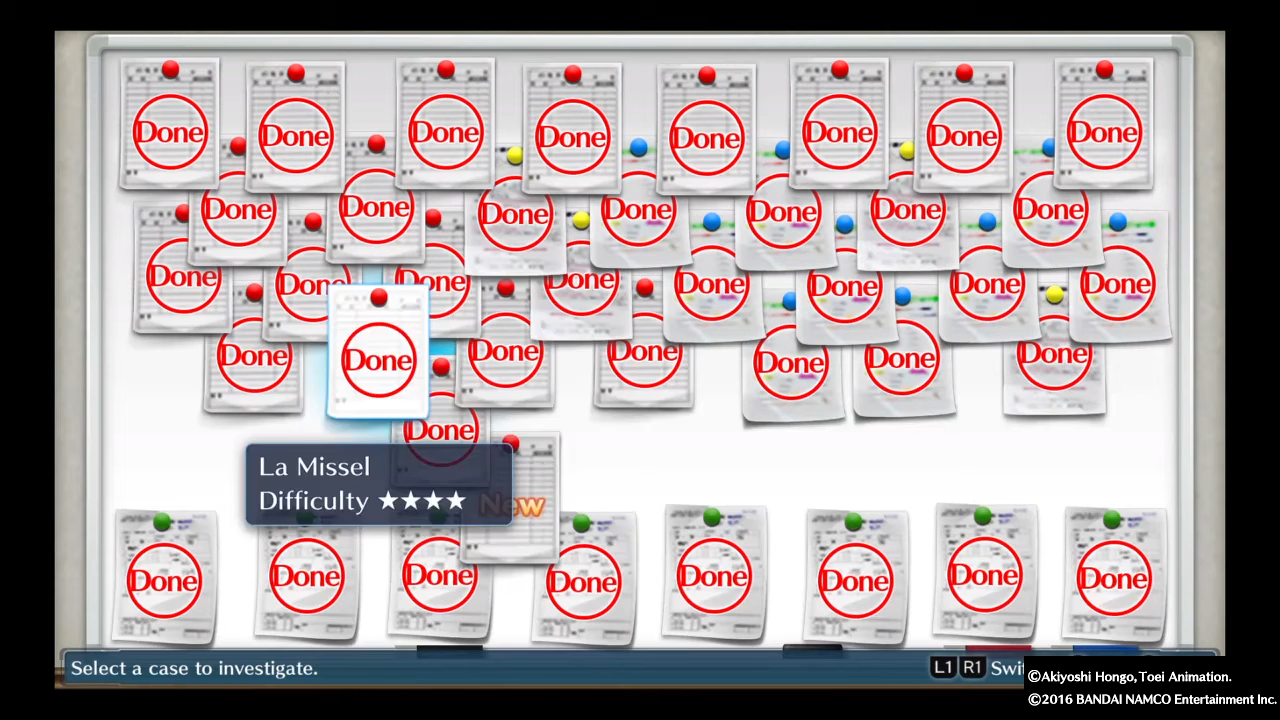 Done Done Done Done Done Done Done Done
Done Done Done Done Done Done Done
Done Done Done Done Done Done Done Done
Done Done Done Done Done Done Done
Done
La Missel
Difficulty ★★★★
New
Done Done Done Done Done Done Done Done
Select a case to investigate.
L1 R1
©Akiyoshi Hongo,Toei Animation.
©2016 BANDAI NAMCO Entertainment Inc.